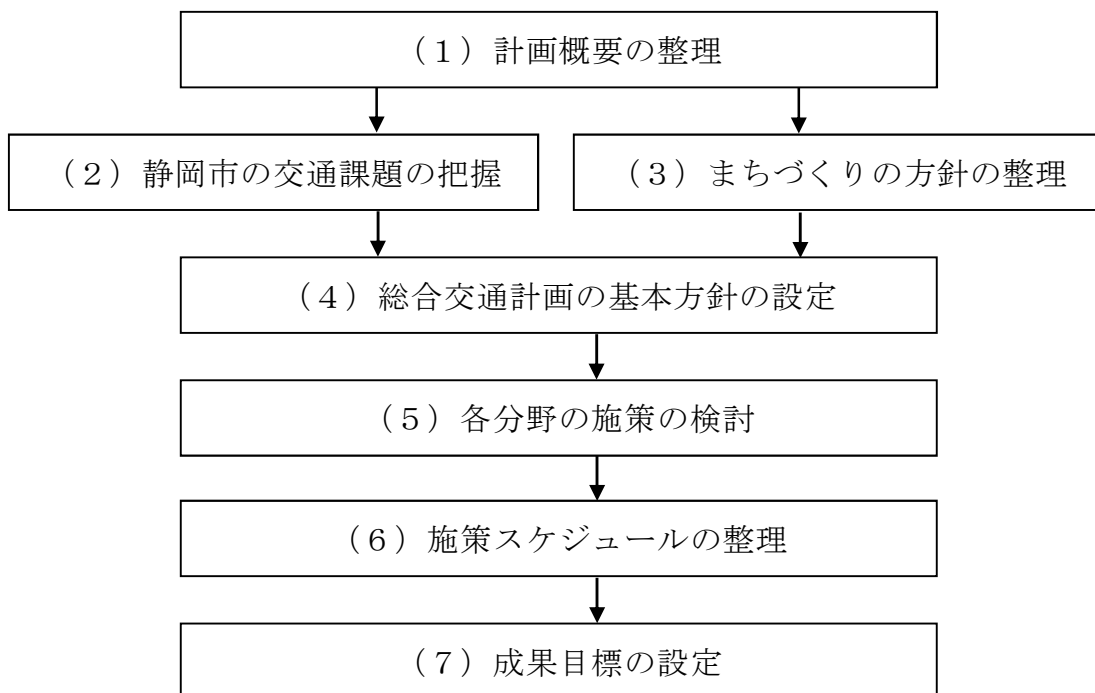 （１）計画概要の整理
（２）静岡市の交通課題の把握
（３）まちづくりの方針の整理
（４）総合交通計画の基本方針の設定
（５）各分野の施策の検討
（６）施策スケジュールの整理
（７）成果目標の設定